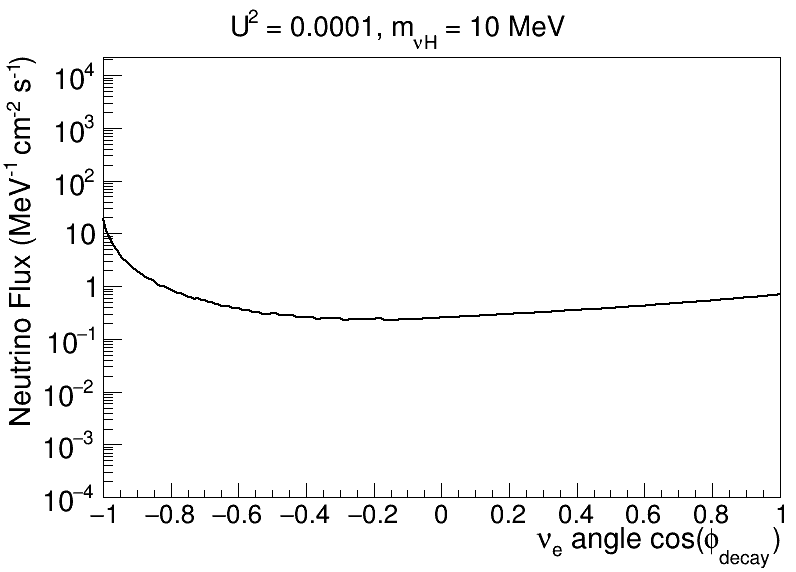 U² = 0.0001, m_νH = 10 MeV
Neutrino Flux (MeV⁻¹ cm⁻² s⁻¹)
10⁴
10³
10²
10
1
10⁻¹
10⁻²
10⁻³
10⁻⁴
−1 −0.8 −0.6 −0.4 −0.2 0 0.2 0.4 0.6 0.8 1
ν_e angle cos(ϕ_decay)